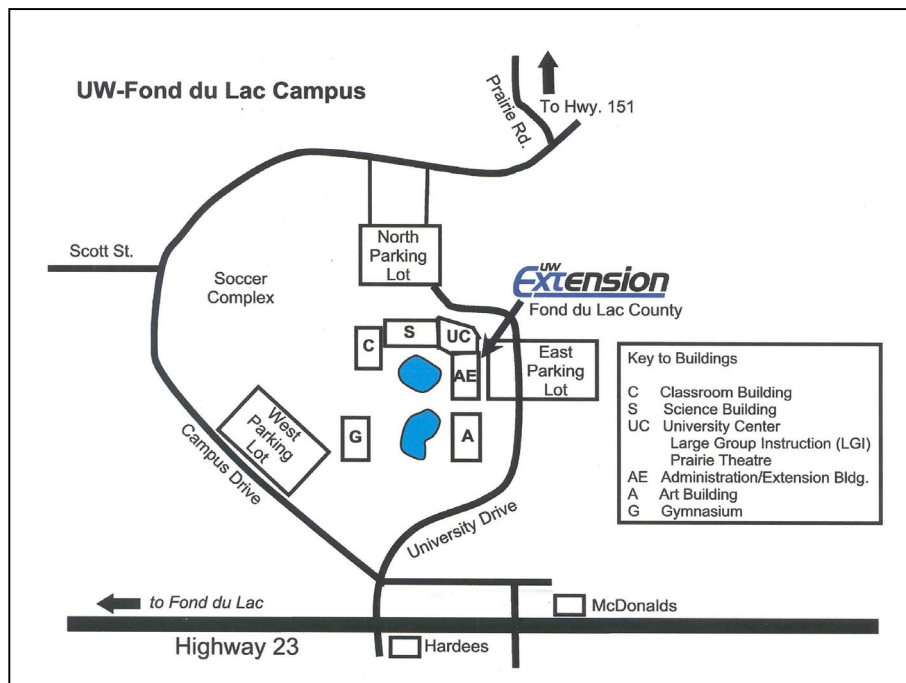 UW-Fond du Lac Campus
Prairie Rd.
To Hwy. 151
Scott St.
North
Parking
Lot
Soccer
Complex
UW
Extension
Fond du Lac County
C
S
UC
AE
East
Parking
Lot
West
Parking
Lot
G
A
Campus Drive
University Drive
Key to Buildings
C Classroom Building
S Science Building
UC University Center
Large Group Instruction (LGI)
Prairie Theatre
AE Administration/Extension Bldg.
A Art Building
G Gymnasium
to Fond du Lac
McDonalds
Highway 23
Hardees